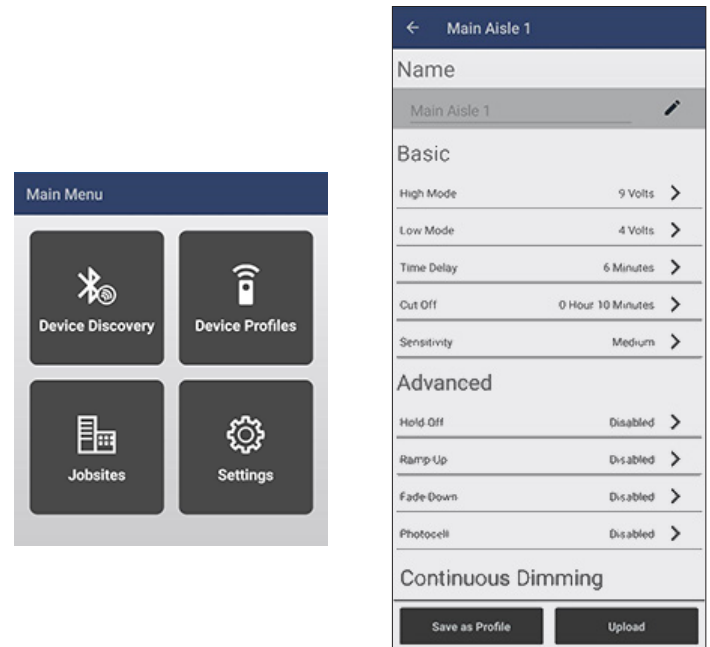 Main Menu
Device Discovery
Device Profiles
Jobsites
Settings
Main Aisle 1
Name
Main Aisle 1
Basic
High Mode 9 Volts
Low Mode 4 Volts
Time Delay 6 Minutes
Cut Off 0 Hour 10 Minutes
Sensitivity Medium
Advanced
Hold Off Disabled
Ramp Up Disabled
Fade Down Disabled
Photocell Disabled
Continuous Dimming
Save as Profile
Upload